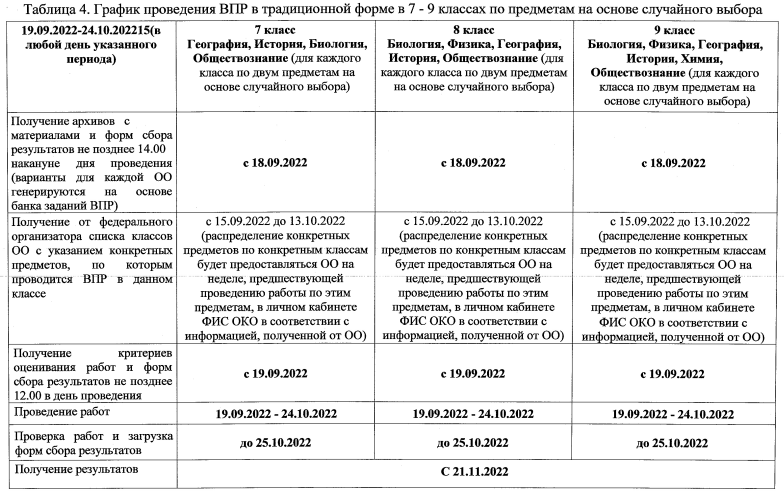 Таблица 4. График проведения ВПР в традиционной форме в 7 - 9 классах по предметам на основе случайного выбора
19.09.2022-24.10.202215(в
любой день указанного
периода)
7 класс
География, История, Биология,
Обществознание (для каждого
класса по двум предметам на
основе случайного выбора)
8 класс
Биология, Физика, География,
История, Обществознание (для
каждого класса по двум предметам
на основе случайного выбора)
9 класс
Биология, Физика, География,
История, Химия,
Обществознание (для каждого
класса по двум предметам на
основе случайного выбора)
Получение архивов с
материалами и форм сбора
результатов не позднее 14.00
накануне дня проведения
(варианты для каждой ОО
генерируются на основе
банка заданий ВПР)
с 18.09.2022
с 18.09.2022
с 18.09.2022
Получение от федерального
организатора списка классов
ОО с указанием конкретных
предметов, по которым
проводится ВПР в данном
классе
с 15.09.2022 до 13.10.2022
(распределение конкретных
предметов по конкретным классам
будет предоставляться ОО на
неделе, предшествующей
проведению работы по этим
предметам, в личном кабинете
ФИС ОКО в соответствии с
информацией, полученной от ОО)
с 15.09.2022 до 13.10.2022
(распределение конкретных
предметов по конкретным классам
будет предоставляться ОО на
неделе, предшествующей
проведению работы по этим
предметам, в личном кабинете
ФИС ОКО в соответствии с
информацией, полученной от ОО)
с 15.09.2022 до 13.10.2022
(распределение конкретных
предметов по конкретным классам
будет предоставляться ОО на
неделе, предшествующей
проведению работы по этим
предметам, в личном кабинете
ФИС ОКО в соответствии с
информацией, полученной от ОО)
Получение критериев
оценивания работ и форм
сбора результатов не позднее
12.00 в день проведения
с 19.09.2022
с 19.09.2022
с 19.09.2022
Проведение работ
19.09.2022 - 24.10.2022
19.09.2022 - 24.10.2022
19.09.2022 - 24.10.2022
Проверка работ и загрузка
форм сбора результатов
до 25.10.2022
до 25.10.2022
до 25.10.2022
Получение результатов
С 21.11.2022